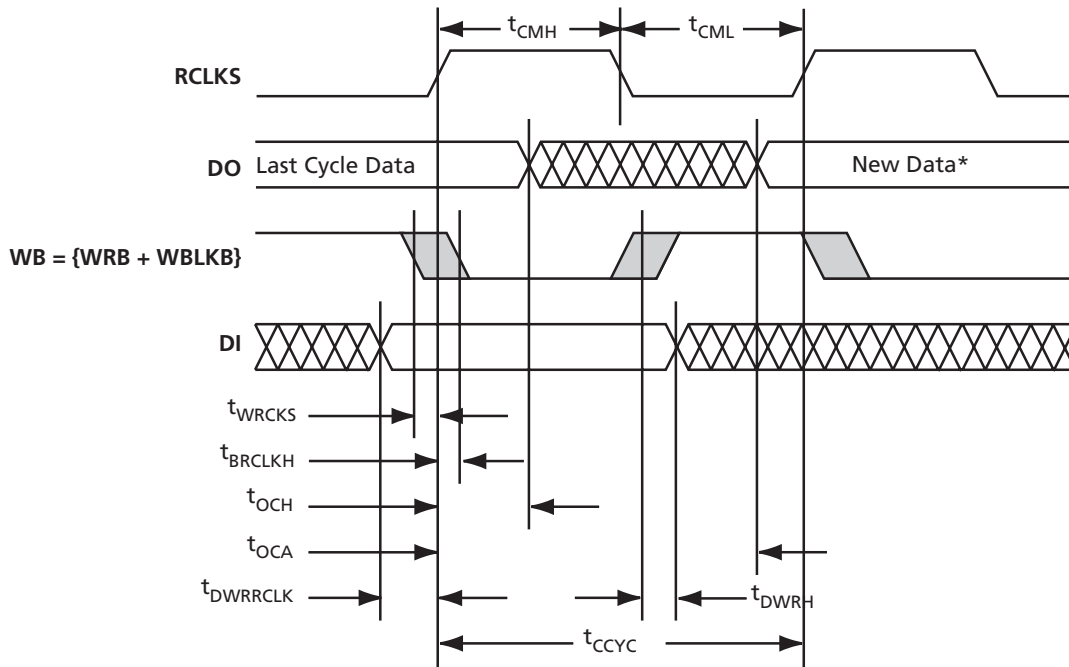 tCMH tCML
RCLKS
DO Last Cycle Data New Data*
WB = {WRB + WBLKB}
DI
tWRCKS
tBRCLKH
tOCH
tOCA
tDWRRCLK tDWRH
tCCYC